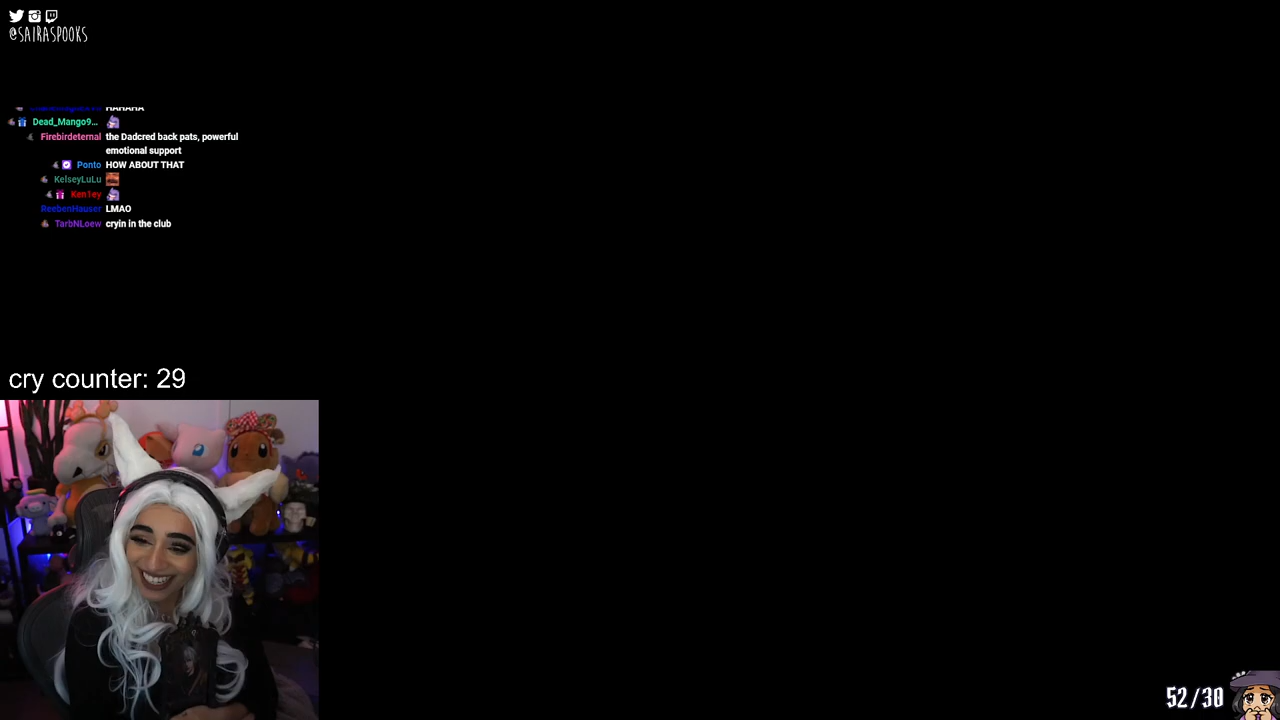 @SAIRASPOOKS
HAHAHA
Dead_Mango9...
Firebirdeternal the Dadcred back pats, powerful
emotional support
Ponto HOW ABOUT THAT
KelseyLuLu
Ken1ey
ReebenHauser LMAO
TarbNLoew cryin in the club
cry counter: 29
52/30